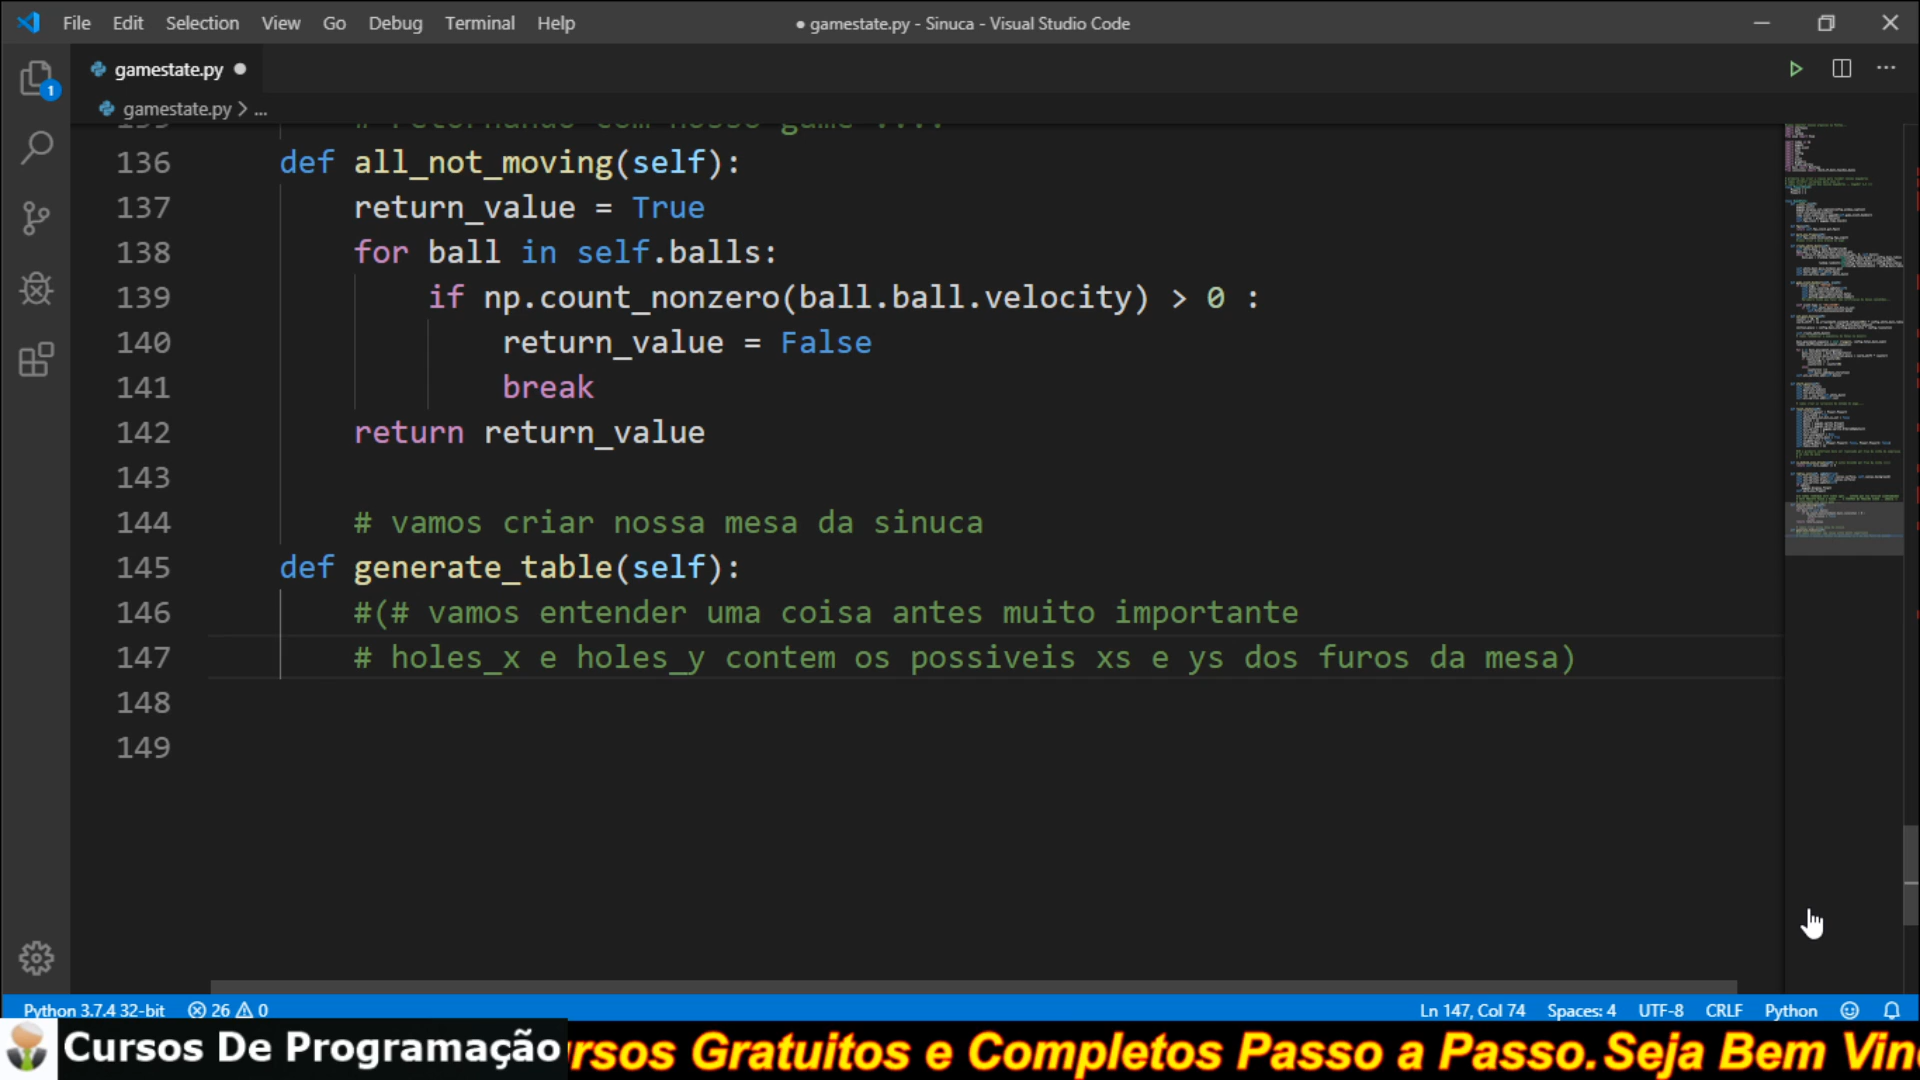 File Edit Selection View Go Debug Terminal Help
● gamestate.py - Sinuca - Visual Studio Code
gamestate.py ●
1
gamestate.py > ...
# retornando com nosso game ....
136 def all_not_moving(self):
137 return_value = True
138 for ball in self.balls:
139 if np.count_nonzero(ball.ball.velocity) > 0 :
140 return_value = False
141 break
142 return return_value
143
144 # vamos criar nossa mesa da sinuca
145 def generate_table(self):
146 #(# vamos entender uma coisa antes muito importante
147 # holes_x e holes_y contem os possiveis xs e ys dos furos da mesa)
148
149
Python 3.7.4 32-bit 26 0
Ln 147, Col 74 Spaces: 4 UTF-8 CRLF Python
Cursos De Programação
rsos Gratuitos e Completos Passo a Passo. Seja Bem Vin